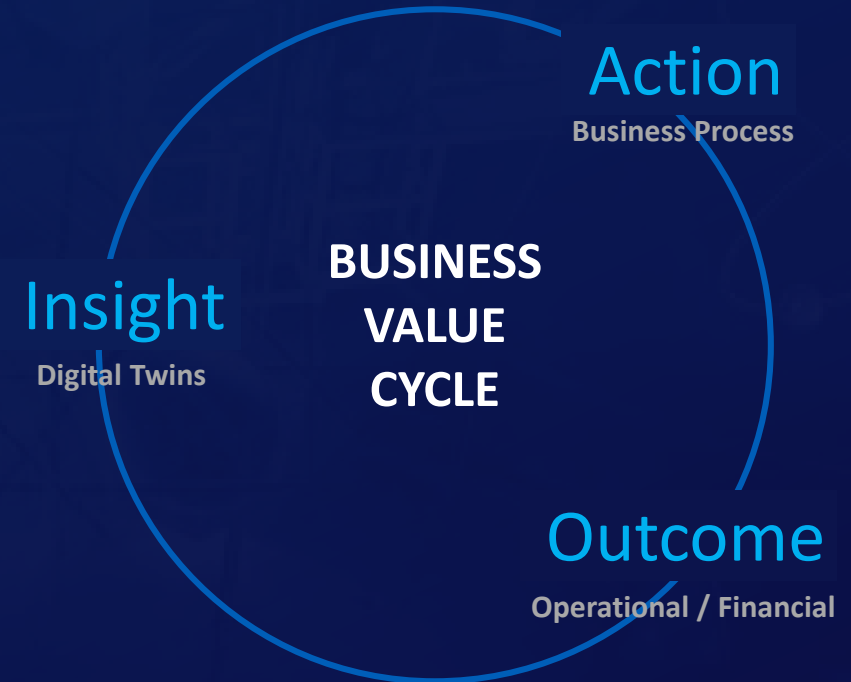 Action
Business Process
BUSINESS
VALUE
CYCLE
Insight
Digital Twins
Outcome
Operational / Financial